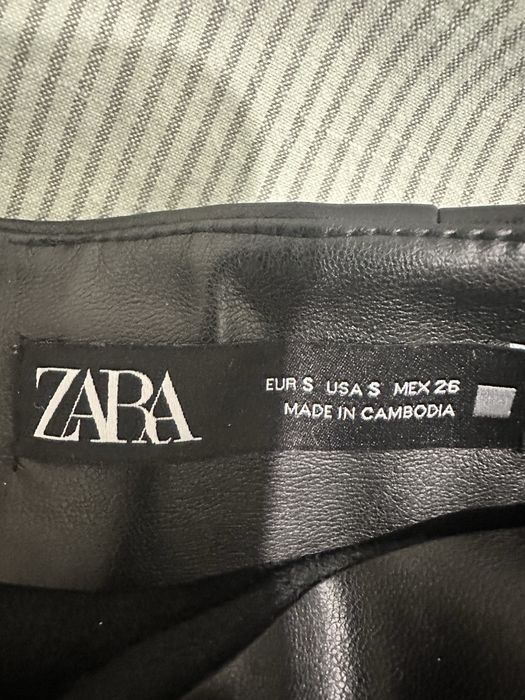 ZARA
EUR S USA S MEX 26
MADE IN CAMBODIA